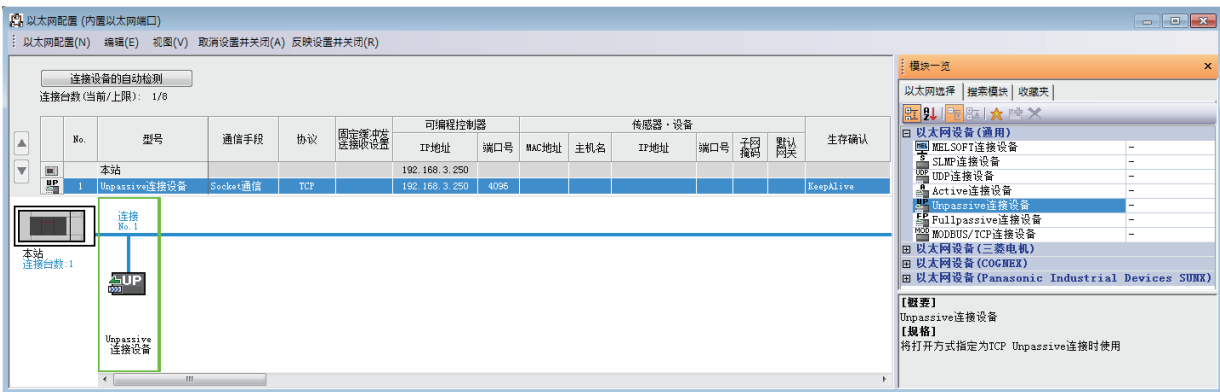 以太网配置 (内置以太网端口)
以太网配置(N) 编辑(E) 视图(V) 取消设置并关闭(A) 反映设置并关闭(R)
连接设备的自动检测
连接台数(当前/上限): 1/8
No. 型号 通信手段 协议 固定缓冲发送接收设置 可编程控制器 传感器・设备 生存确认
IP地址 端口号 MAC地址 主机名 IP地址 端口号 子网掩码 默认网关
本站 192.168.3.250
1 Unpassive连接设备 Socket通信 TCP 192.168.3.250 4096 KeepAlive
连接
No.1
本站
连接台数:1
UP
Unpassive
连接设备
模块一览
以太网选择 搜索模块 收藏夹
以太网设备(通用)
MELSOFT连接设备 -
SLMP连接设备 -
UDP连接设备 -
Active连接设备 -
Unpassive连接设备 -
Fullpassive连接设备 -
MODBUS/TCP连接设备 -
以太网设备(三菱电机)
以太网设备(COGNEX)
以太网设备(Panasonic Industrial Devices SUNX)
[概要]
Unpassive连接设备
[规格]
将打开方式指定为TCP Unpassive连接时使用